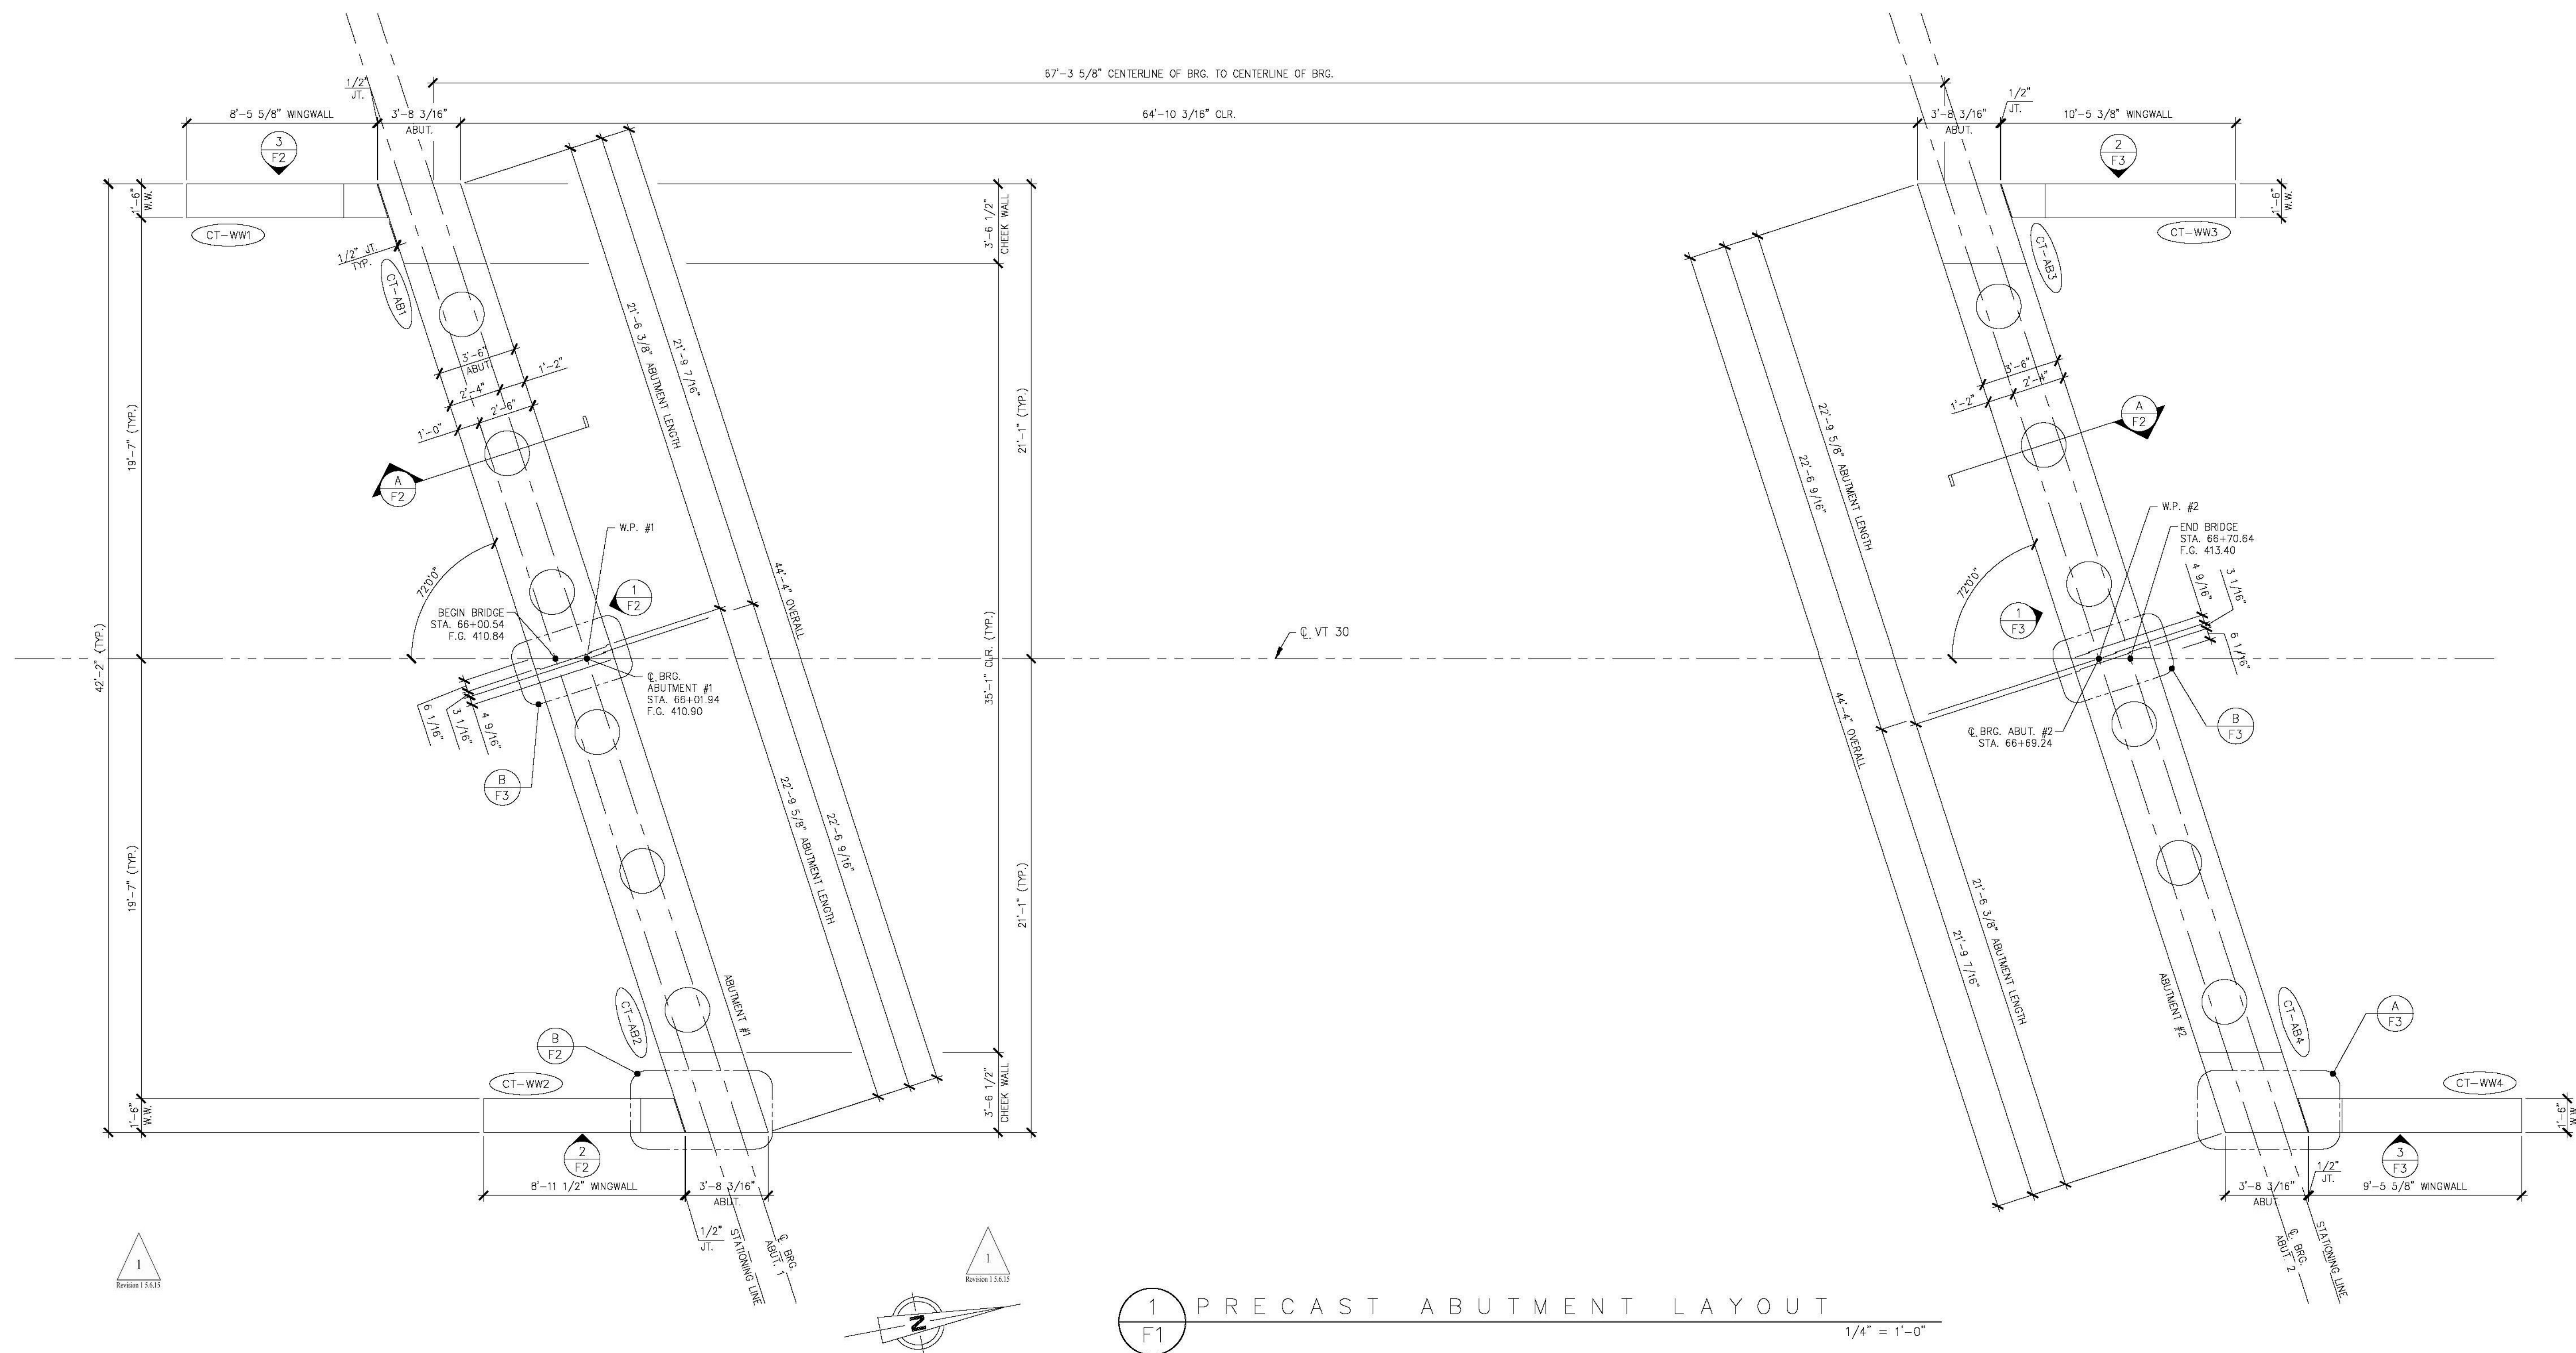 67'-3 5/8" CENTERLINE OF BRG. TO CENTERLINE OF BRG.
1/2"
JT.
8'-5 5/8" WINGWALL
3'-8 3/16"
ABUT.
64'-10 3/16" CLR.
3'-8 3/16"
ABUT.
1/2"
JT.
10'-5 3/8" WINGWALL
3
F2
2
F3
1'-6"
W.W.
CT-WW1
1/2" JT.
TYP.
CT-AB1
3'-6 1/2"
CHEEK WALL
CT-AB3
CT-WW3
1'-6"
W.W.
3'-6"
ABUT.
2'-4"
1'-2"
2'-6"
1'-0"
A
F2
19'-7" (TYP.)
21'-6 3/8" ABUTMENT LENGTH
21'-9 7/16"
44'-4" OVERALL
21'-1" (TYP.)
22'-9 5/8" ABUTMENT LENGTH
22'-6 9/16"
3'-6"
2'-4"
1'-2"
A
F2
W.P. #1
72°0'0"
1
F2
BEGIN BRIDGE
STA. 66+00.54
F.G. 410.84
42'-2" (TYP.)
35'-1" CLR. (TYP.)
℄ VT 30
℄ BRG.
ABUTMENT #1
STA. 66+01.94
F.G. 410.90
6 1/16"
3 1/16"
4 9/16"
B
F3
W.P. #2
END BRIDGE
STA. 66+70.64
F.G. 413.40
72°0'0"
1
F3
4 9/16"
3 1/16"
6 1/16"
℄ BRG. ABUT. #2
STA. 66+69.24
B
F3
44'-4" OVERALL
19'-7" (TYP.)
22'-9 5/8" ABUTMENT LENGTH
22'-6 9/16"
21'-1" (TYP.)
21'-6 3/8" ABUTMENT LENGTH
21'-9 7/16"
ABUTMENT #1
CT-AB2
B
F2
CT-WW2
1'-6"
W.W.
3'-6 1/2"
CHEEK WALL
ABUTMENT #2
CT-AB4
A
F3
CT-WW4
1'-6"
W.W.
2
F2
8'-11 1/2" WINGWALL
3'-8 3/16"
ABUT.
1/2"
JT.
STATIONING LINE
℄ BRG.
ABUT. 1
3'-8 3/16"
ABUT.
1/2"
JT.
3
F3
9'-5 5/8" WINGWALL
℄ BRG.
ABUT. 2
STATIONING LINE
1
Revision 1 5.6.15
1
Revision 1 5.6.15
N
1
F1
PRECAST ABUTMENT LAYOUT
1/4" = 1'-0"